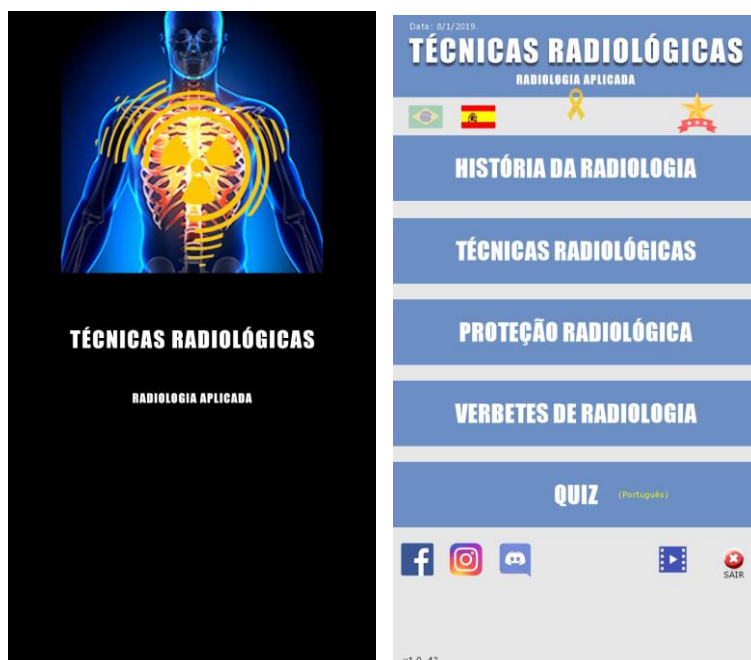 TÉCNICAS RADIOLÓGICAS
RADIOLOGIA APLICADA
Data: 8/1/2019.
TÉCNICAS RADIOLÓGICAS
RADIOLOGIA APLICADA
HISTÓRIA DA RADIOLOGIA
TÉCNICAS RADIOLÓGICAS
PROTEÇÃO RADIOLÓGICA
VERBETES DE RADIOLOGIA
QUIZ (Português)
SAIR